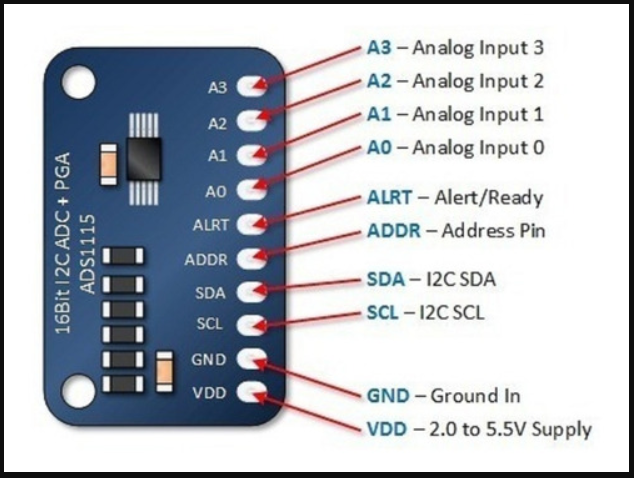 A3 – Analog Input 3
A2 – Analog Input 2
A1 – Analog Input 1
A0 – Analog Input 0
ALRT – Alert/Ready
ADDR – Address Pin
SDA – I2C SDA
SCL – I2C SCL
GND – Ground In
VDD – 2.0 to 5.5V Supply
A3
A2
A1
A0
ALRT
ADDR
SDA
SCL
GND
VDD
16Bit I2C ADC + PGA
ADS1115